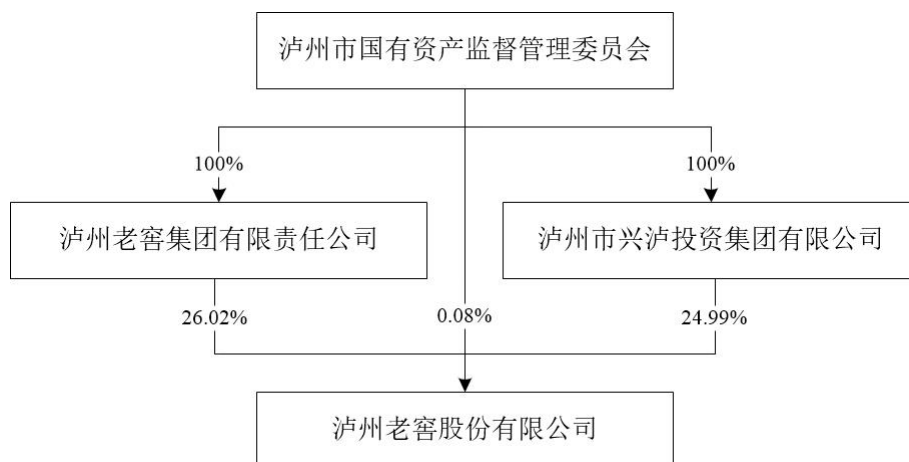 泸州市国有资产监督管理委员会
100%
100%
泸州老窖集团有限责任公司
泸州市兴泸投资集团有限公司
26.02%
0.08%
24.99%
泸州老窖股份有限公司